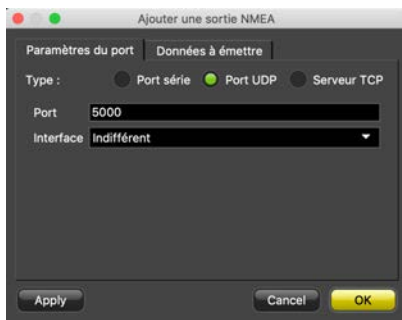 Ajouter une sortie NMEA
Paramètres du port Données à émettre
Type : Port série Port UDP Serveur TCP
Port 5000
Interface Indifférent
Apply Cancel OK